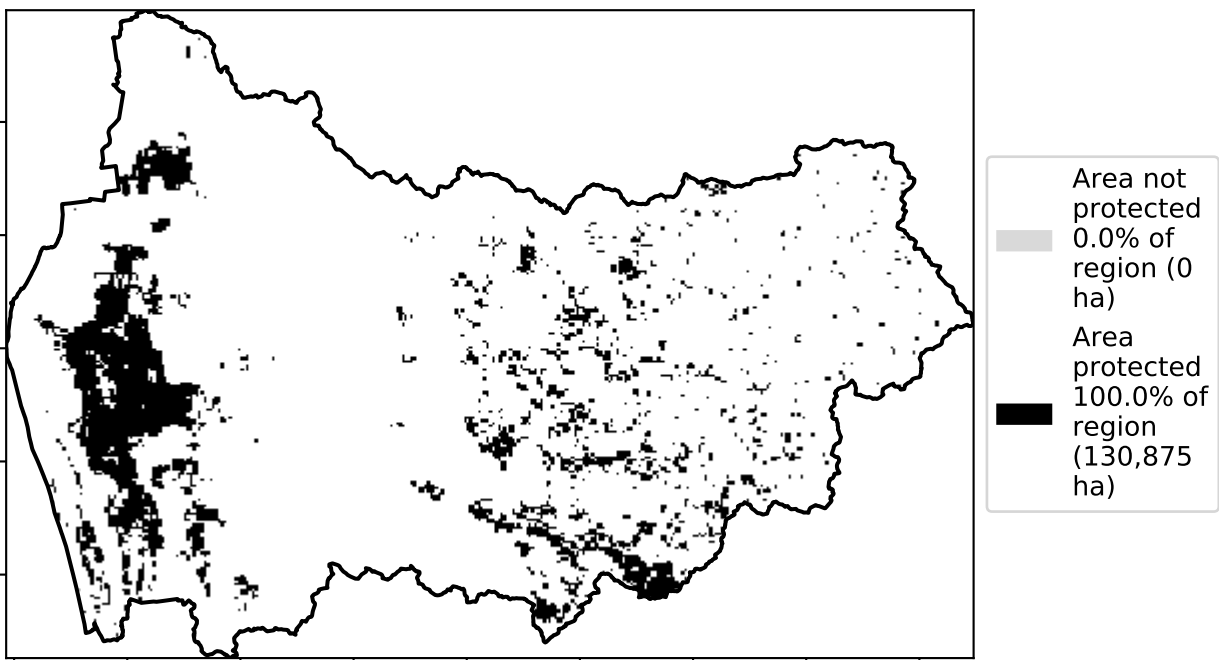 Area not
protected
0.0% of
region (0
ha)
Area
protected
100.0% of
region
(130,875
ha)